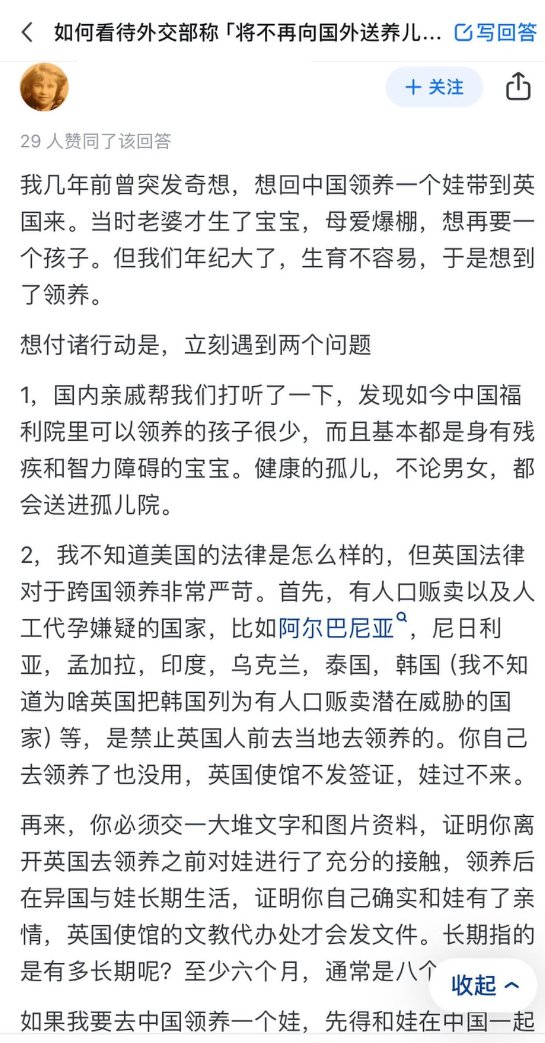 如何看待外交部称「将不再向国外送养儿...
写回答
+ 关注
29 人赞同了该回答
我几年前曾突发奇想，想回中国领养一个娃带到英
国来。当时老婆才生了宝宝，母爱爆棚，想再要一
个孩子。但我们年纪大了，生育不容易，于是想到
了领养。
想付诸行动是，立刻遇到两个问题
1，国内亲戚帮我们打听了一下，发现如今中国福
利院里可以领养的孩子很少，而且基本都是身有残
疾和智力障碍的宝宝。健康的孤儿，不论男女，都
会送进孤儿院。
2，我不知道美国的法律是怎么样的，但英国法律
对于跨国领养非常严苛。首先，有人口贩卖以及人
工代孕嫌疑的国家，比如阿尔巴尼亚，尼日利
亚，孟加拉，印度，乌克兰，泰国，韩国（我不知
道为啥英国把韩国列为有人口贩卖潜在威胁的国
家）等，是禁止英国人前去当地去领养的。你自己
去领养了也没用，英国使馆不发签证，娃过不来。
再来，你必须交一大堆文字和图片资料，证明你离
开英国去领养之前对娃进行了充分的接触，领养后
在异国与娃长期生活，证明你自己确实和娃有了亲
情，英国使馆的文教代办处才会发文件。长期指的
是有多长期呢？至少六个月，通常是八个
收起
如果我要去中国领养一个娃，先得和娃在中国一起